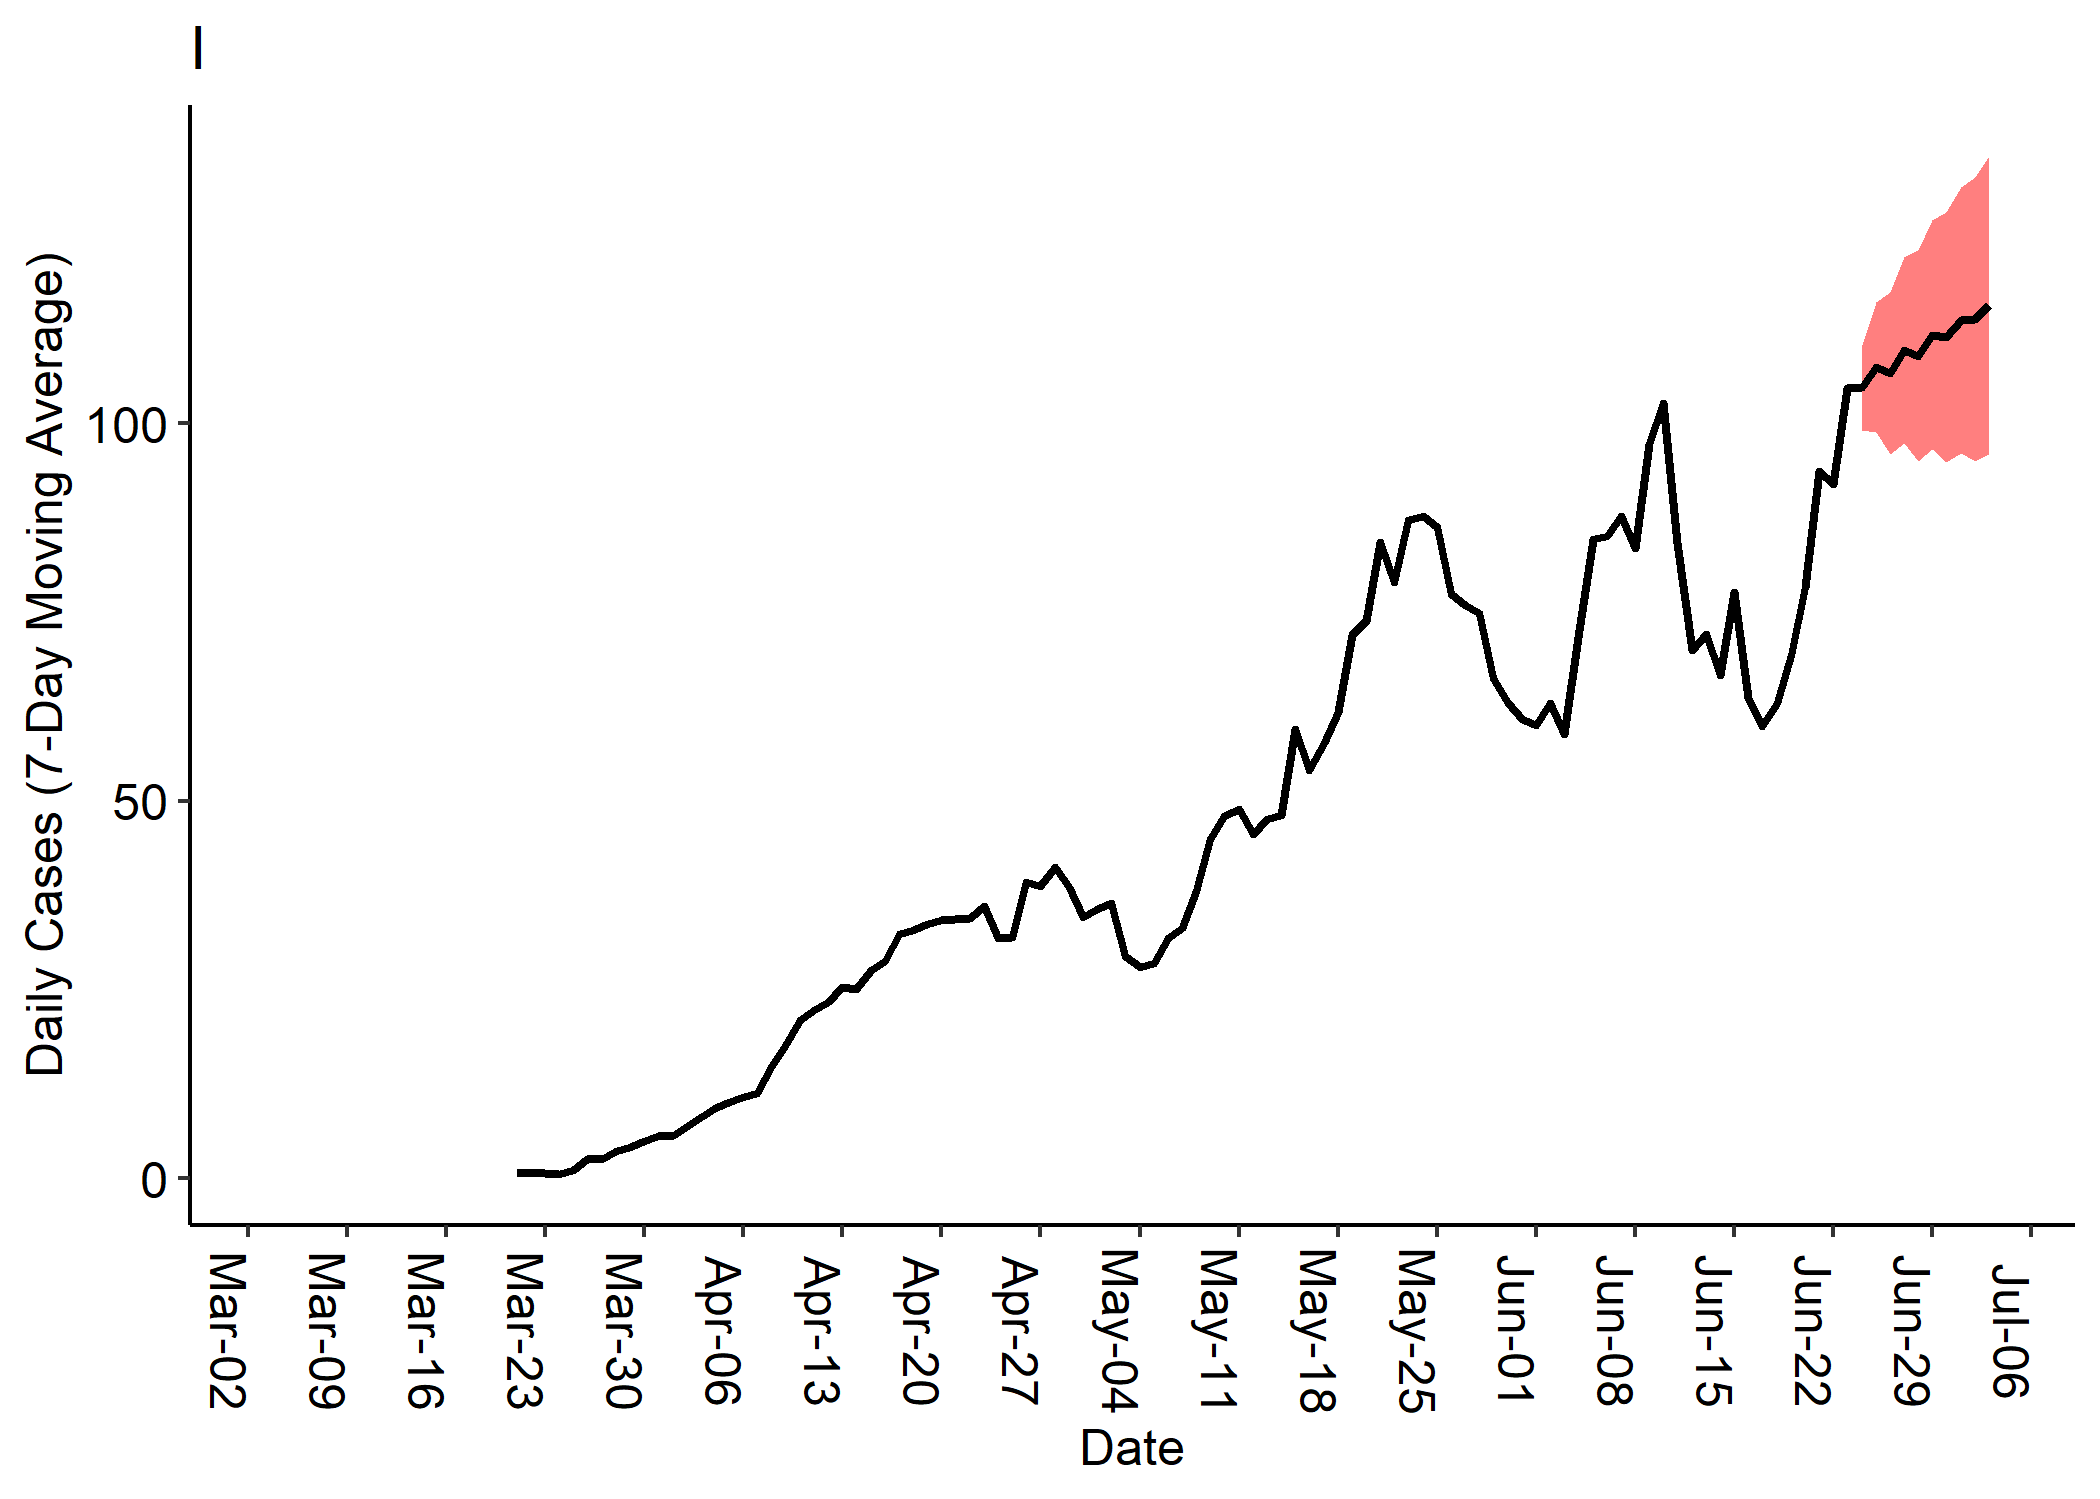 I
Daily Cases (7-Day Moving Average)
100
50
0
Mar-02
Mar-09
Mar-16
Mar-23
Mar-30
Apr-06
Apr-13
Apr-20
Apr-27
May-04
May-11
May-18
May-25
Jun-01
Jun-08
Jun-15
Jun-22
Jun-29
Jul-06
Date